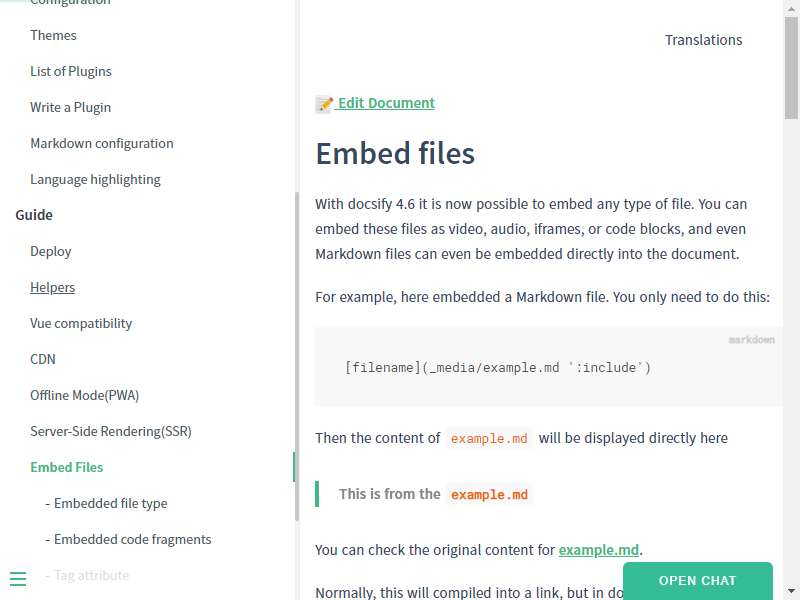 Configuration
Themes
List of Plugins
Write a Plugin
Markdown configuration
Language highlighting
Guide
Deploy
Helpers
Vue compatibility
CDN
Offline Mode(PWA)
Server-Side Rendering(SSR)
Embed Files
- Embedded file type
- Embedded code fragments
- Tag attribute
Translations
Edit Document
Embed files
With docsify 4.6 it is now possible to embed any type of file. You can
embed these files as video, audio, iframes, or code blocks, and even
Markdown files can even be embedded directly into the document.
For example, here embedded a Markdown file. You only need to do this:
markdown
[filename](_media/example.md ':include')
Then the content of example.md will be displayed directly here
This is from the example.md
You can check the original content for example.md.
Normally, this will compiled into a link, but in do
OPEN CHAT